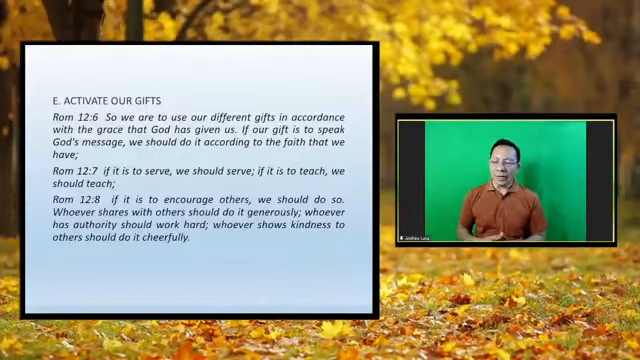 E. ACTIVATE OUR GIFTS
Rom 12:6 So we are to use our different gifts in accordance
with the grace that God has given us. If our gift is to speak
God's message, we should do it according to the faith that we
have;
Rom 12:7 if it is to serve, we should serve; if it is to teach, we
should teach;
Rom 12:8 if it is to encourage others, we should do so.
Whoever shares with others should do it generously; whoever
has authority should work hard; whoever shows kindness to
others should do it cheerfully.